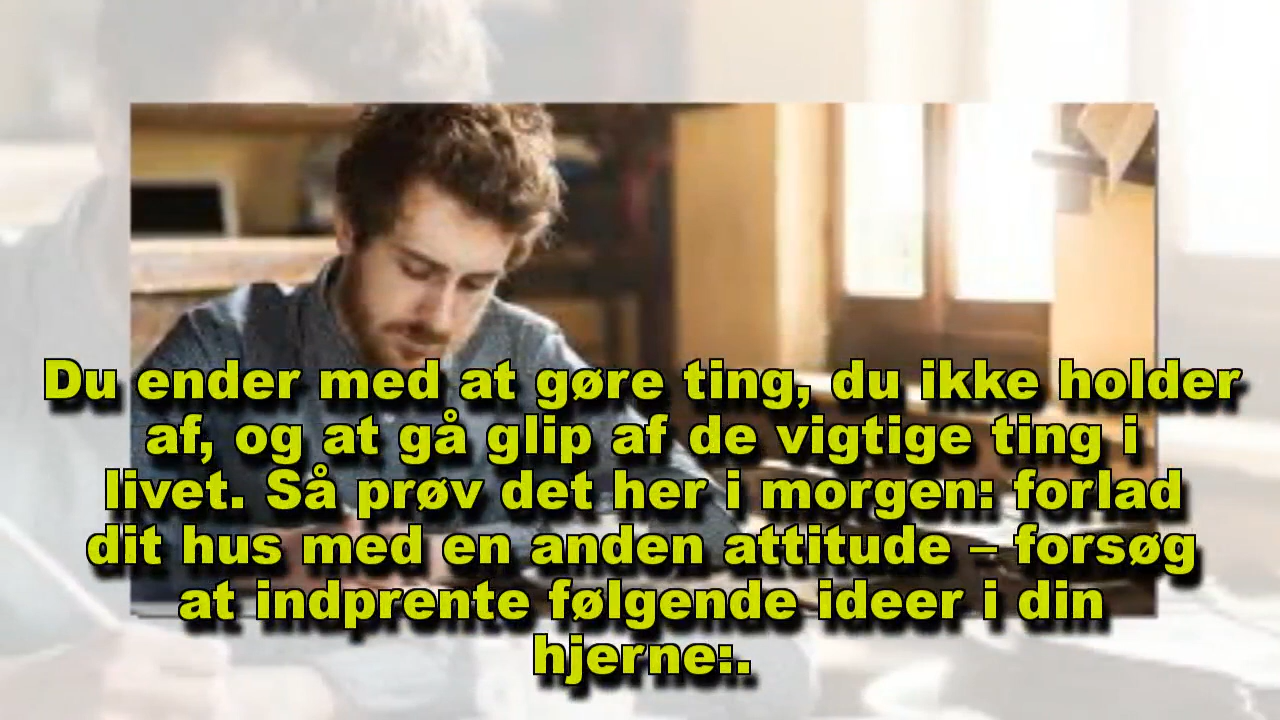 Du ender med at gøre ting, du ikke holder
af, og at gå glip af de vigtige ting i
livet. Så prøv det her i morgen: forlad
dit hus med en anden attitude – forsøg
at indprente følgende ideer i din
hjerne:.